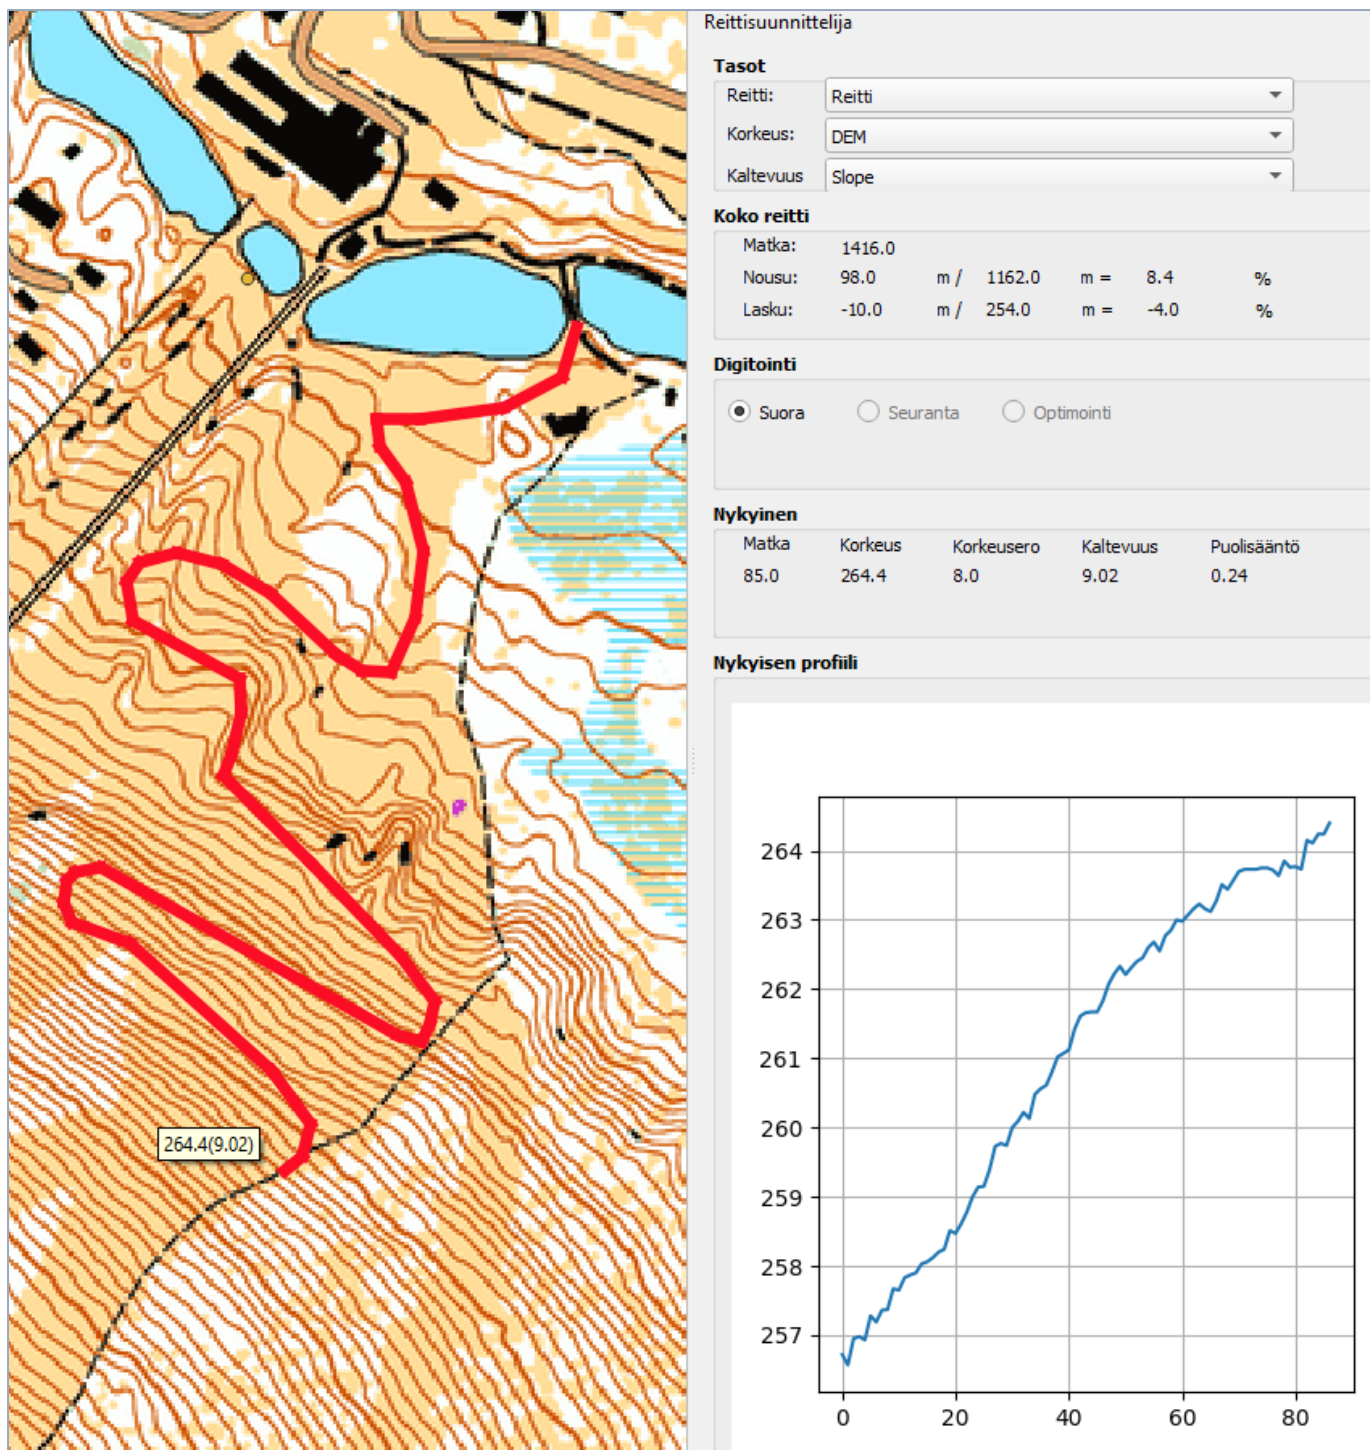 Reittisuunnittelija
Tasot
Reitti: Reitti
Korkeus: DEM
Kaltevuus Slope
Koko reitti
Matka: 1416.0
Nousu: 98.0 m / 1162.0 m = 8.4 %
Lasku: -10.0 m / 254.0 m = -4.0 %
Digitointi
Suora Seuranta Optimointi
Nykyinen
Matka Korkeus Korkeusero Kaltevuus Puolisääntö
85.0 264.4 8.0 9.02 0.24
Nykyisen profiili
264
263
262
261
260
259
258
257
0 20 40 60 80
264.4(9.02)